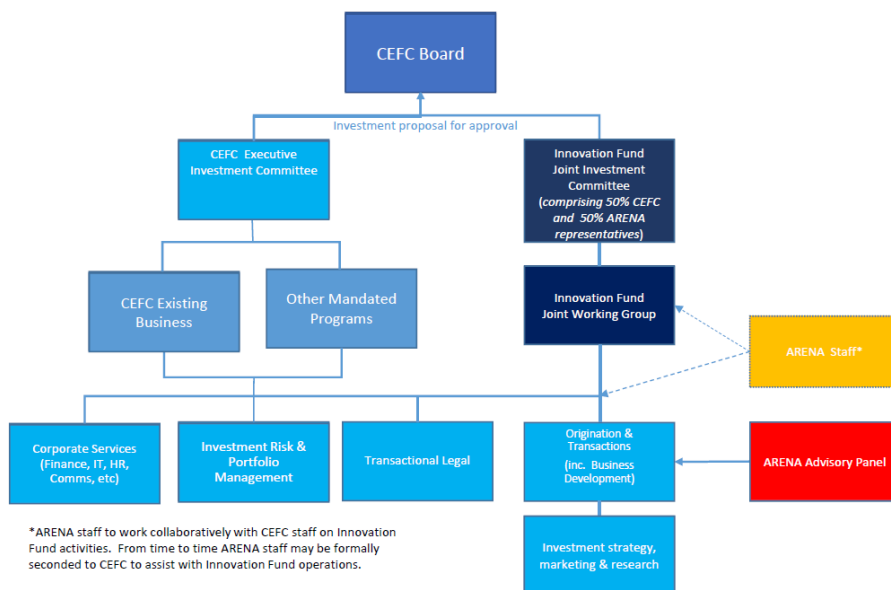 CEFC Board
Investment proposal for approval
CEFC Executive
Investment Committee
Innovation Fund
Joint Investment
Committee
(comprising 50% CEFC
and 50% ARENA
representatives)
CEFC Existing
Business
Other Mandated
Programs
Innovation Fund
Joint Working Group
ARENA Staff*
Corporate Services
(Finance, IT, HR,
Comms, etc)
Investment Risk &
Portfolio
Management
Transactional Legal
Origination &
Transactions
(inc. Business
Development)
ARENA Advisory Panel
*ARENA staff to work collaboratively with CEFC staff on Innovation
Fund activities. From time to time ARENA staff may be formally
seconded to CEFC to assist with Innovation Fund operations.
Investment strategy,
marketing & research